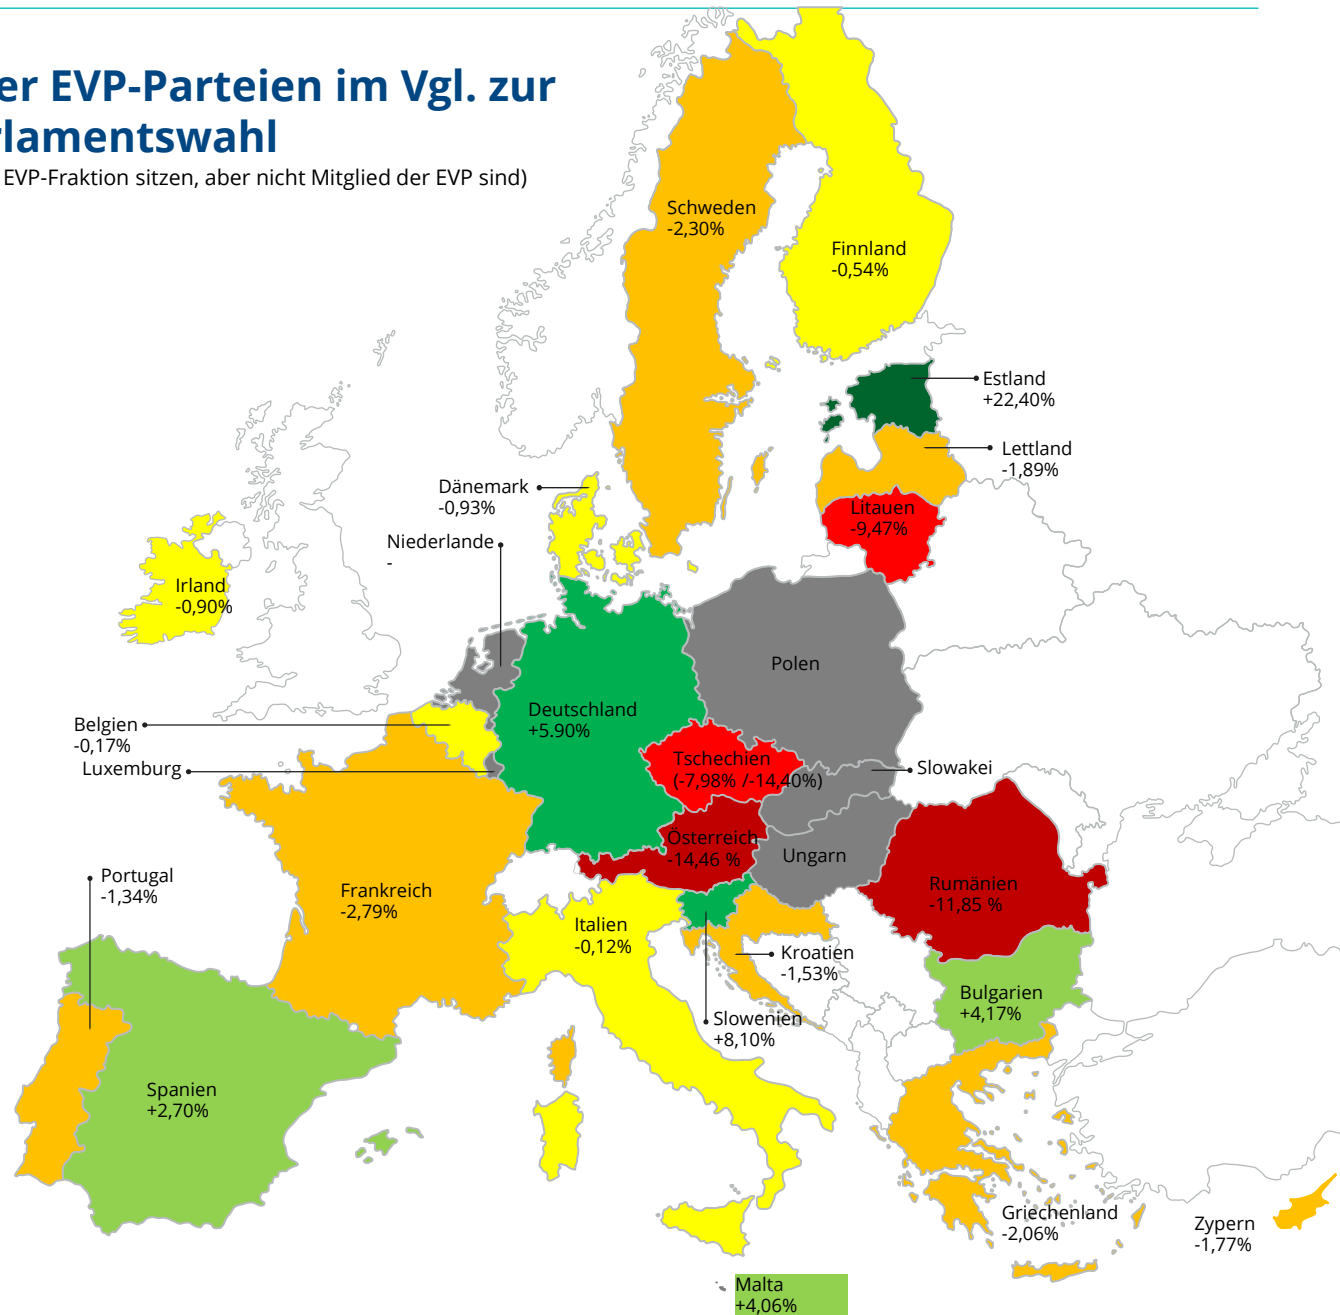 er EVP-Parteien im Vgl. zur
rlamentswahl
EVP-Fraktion sitzen, aber nicht Mitglied der EVP sind)
Schweden
-2,30%
Finnland
-0,54%
Estland
+22,40%
Lettland
-1,89%
Dänemark
-0,93%
Litauen
-9,47%
Niederlande
-
Irland
-0,90%
Polen
Deutschland
+5.90%
Belgien
-0,17%
Luxemburg
Tschechien
(-7,98% /-14,40%)
Slowakei
Österreich
-14,46 %
Ungarn
Portugal
-1,34%
Frankreich
-2,79%
Rumänien
-11,85 %
Italien
-0,12%
Kroatien
-1,53%
Bulgarien
+4,17%
Slowenien
+8,10%
Spanien
+2,70%
Griechenland
-2,06%
Zypern
-1,77%
Malta
+4,06%